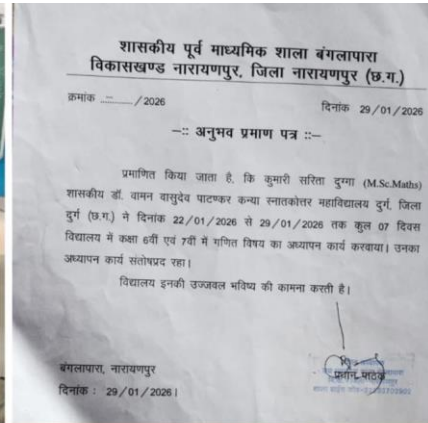 शासकीय पूर्व माध्यमिक शाला बंगलापारा
विकासखण्ड नारायणपुर, जिला नारायणपुर (छ.ग.)
क्रमांक ...... /2026
दिनांक 29/01/2026
–:: अनुभव प्रमाण पत्र ::–
प्रमाणित किया जाता है, कि कुमारी सरिता दुग्गा (M.Sc.Maths)
शासकीय डॉ. वामन वासुदेव पाटणकर कन्या स्नातकोत्तर महाविद्यालय दुर्ग, जिला
दुर्ग (छ.ग.) ने दिनांक 22/01/2026 से 29/01/2026 तक कुल 07 दिवस
विद्यालय में कक्षा 6वीं एवं 7वीं में गणित विषय का अध्यापन कार्य करवाया। उनका
अध्यापन कार्य संतोषप्रद रहा।
विद्यालय इनकी उज्जवल भविष्य की कामना करती है।
प्रधान पाठक
बंगलापारा, नारायणपुर
दिनांक : 29/01/2026।